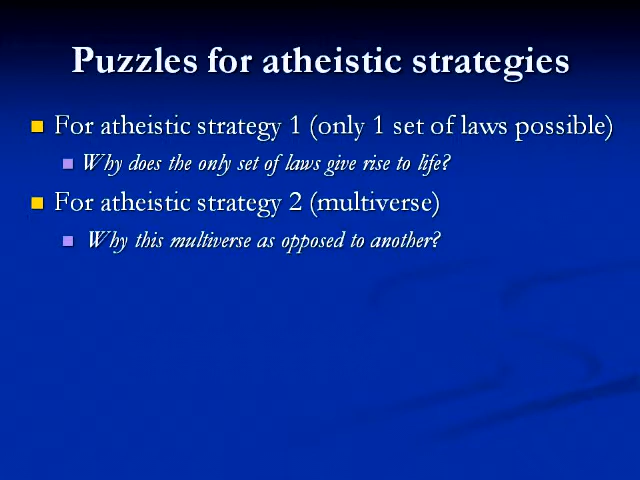 Puzzles for atheistic strategies
For atheistic strategy 1 (only 1 set of laws possible)
Why does the only set of laws give rise to life?
For atheistic strategy 2 (multiverse)
Why this multiverse as opposed to another?